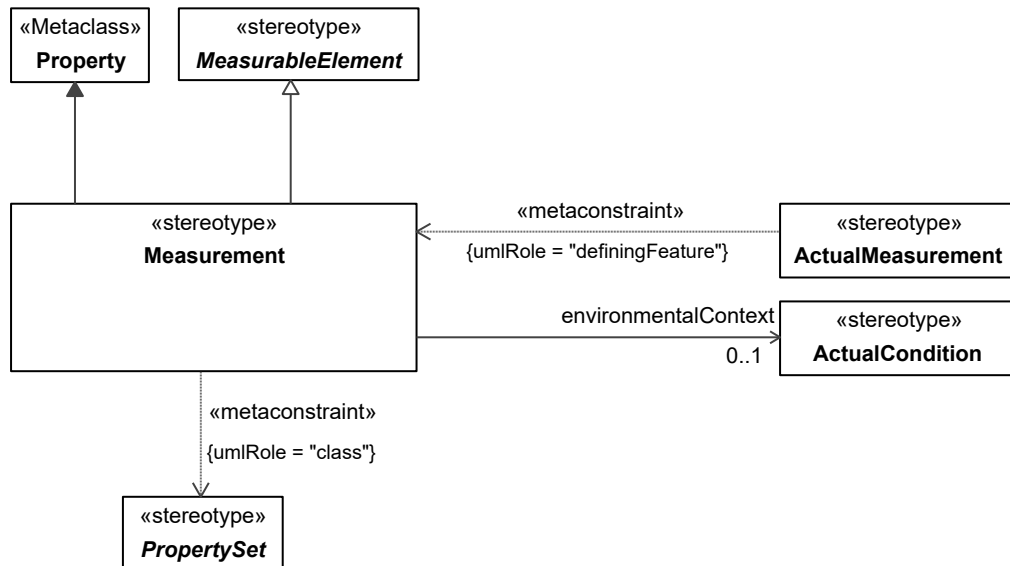 «Metaclass»
Property
«stereotype»
MeasurableElement
«stereotype»
Measurement
«metaconstraint»
{umlRole = "definingFeature"}
«stereotype»
ActualMeasurement
environmentalContext
0..1
«stereotype»
ActualCondition
«metaconstraint»
{umlRole = "class"}
«stereotype»
PropertySet